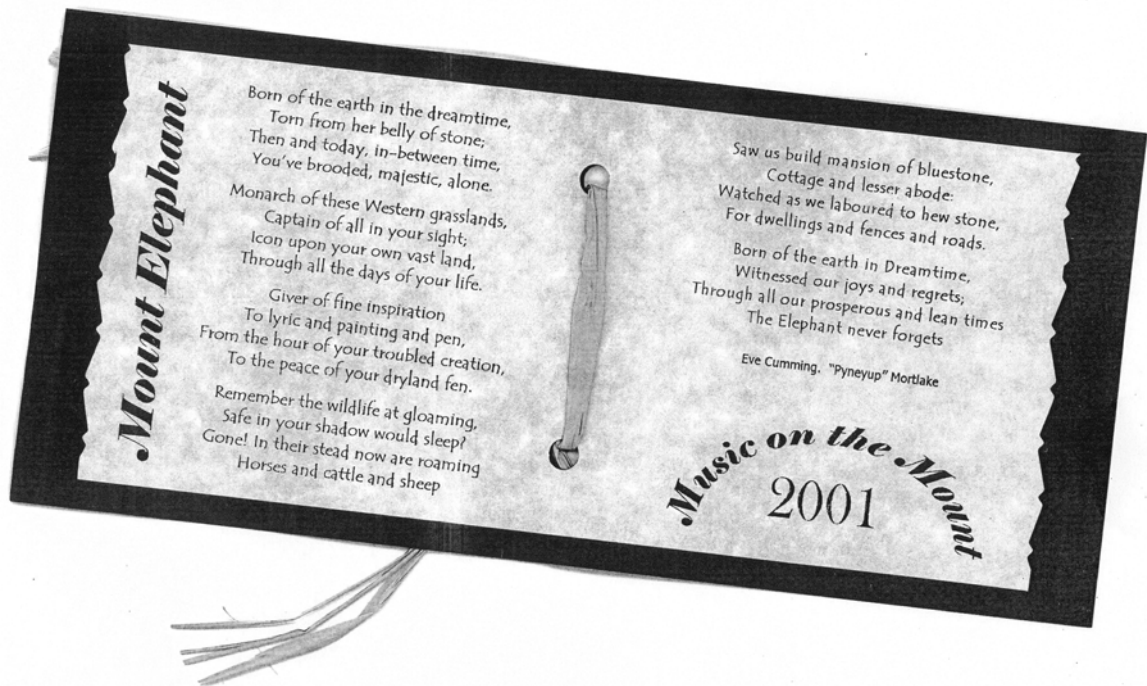 Mount Elephant
Born of the earth in the dreamtime,
Torn from her belly of stone;
Then and today, in-between time,
You've brooded, majestic, alone.
Monarch of these Western grasslands,
Captain of all in your sight;
Icon upon your own vast land,
Through all the days of your life.
Giver of fine inspiration
To lyric and painting and pen,
From the hour of your troubled creation,
To the peace of your dryland fen.
Remember the wildlife at gloaming,
Safe in your shadow would sleep?
Gone! In their stead now are roaming
Horses and cattle and sheep
Saw us build mansion of bluestone,
Cottage and lesser abode:
Watched as we laboured to hew stone,
For dwellings and fences and roads.
Born of the earth in Dreamtime,
Witnessed our joys and regrets;
Through all our prosperous and lean times
The Elephant never forgets
Eve Cumming. "Pyneyup" Mortlake
Music on the Mount
2001